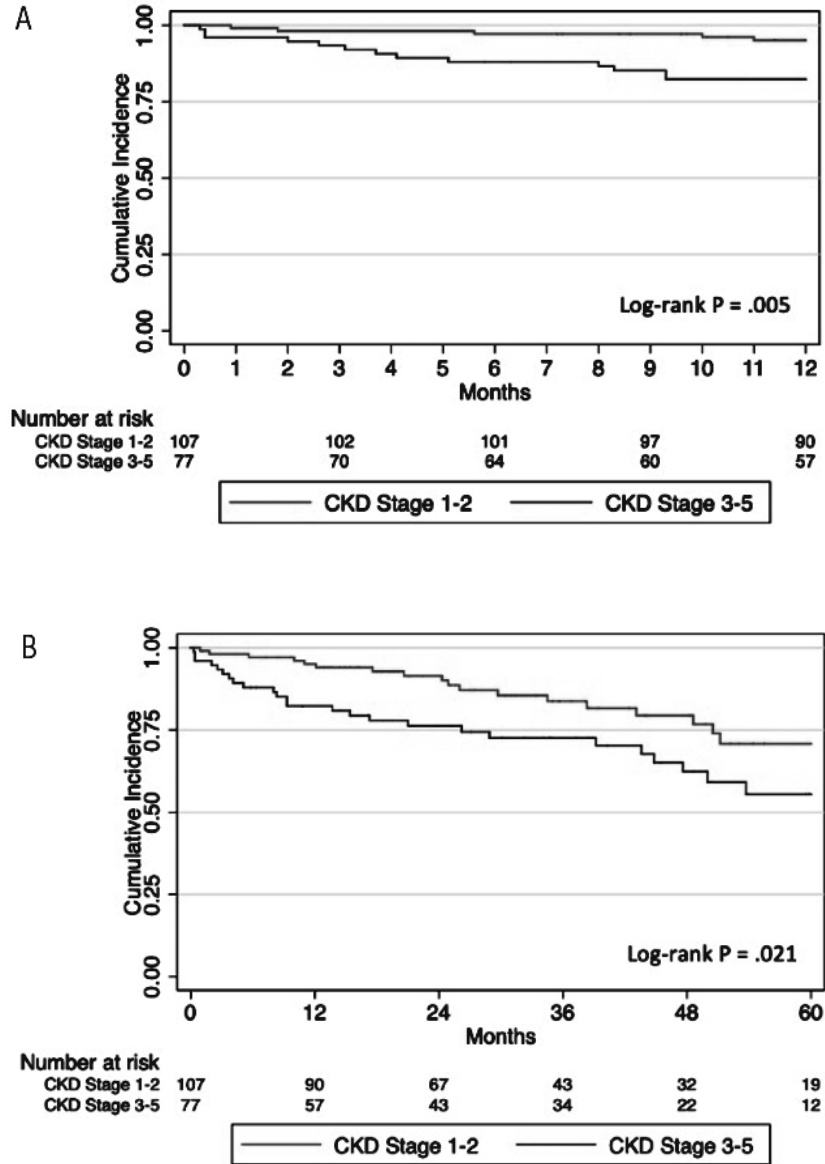 A
Cumulative Incidence
1.00
0.75
0.50
0.25
0.00
Log-rank P = .005
0 1 2 3 4 5 6 7 8 9 10 11 12
Months
Number at risk
CKD Stage 1-2 107 102 101 97 90
CKD Stage 3-5 77 70 64 60 57
CKD Stage 1-2 CKD Stage 3-5
B
Cumulative Incidence
1.00
0.75
0.50
0.25
0.00
Log-rank P = .021
0 12 24 36 48 60
Months
Number at risk
CKD Stage 1-2 107 90 67 43 32 19
CKD Stage 3-5 77 57 43 34 22 12
CKD Stage 1-2 CKD Stage 3-5